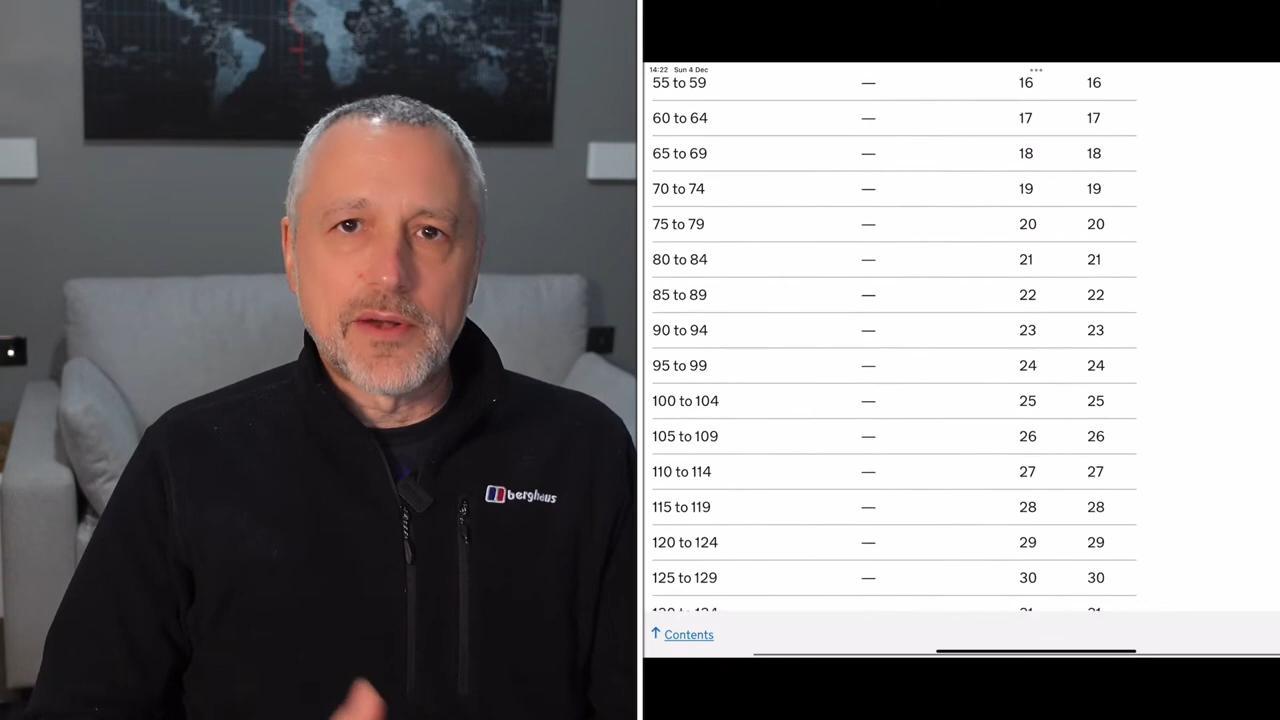 berghaus
14:22 Sun 4 Dec
55 to 59 — 16 16
60 to 64 — 17 17
65 to 69 — 18 18
70 to 74 — 19 19
75 to 79 — 20 20
80 to 84 — 21 21
85 to 89 — 22 22
90 to 94 — 23 23
95 to 99 — 24 24
100 to 104 — 25 25
105 to 109 — 26 26
110 to 114 — 27 27
115 to 119 — 28 28
120 to 124 — 29 29
125 to 129 — 30 30
↑ Contents